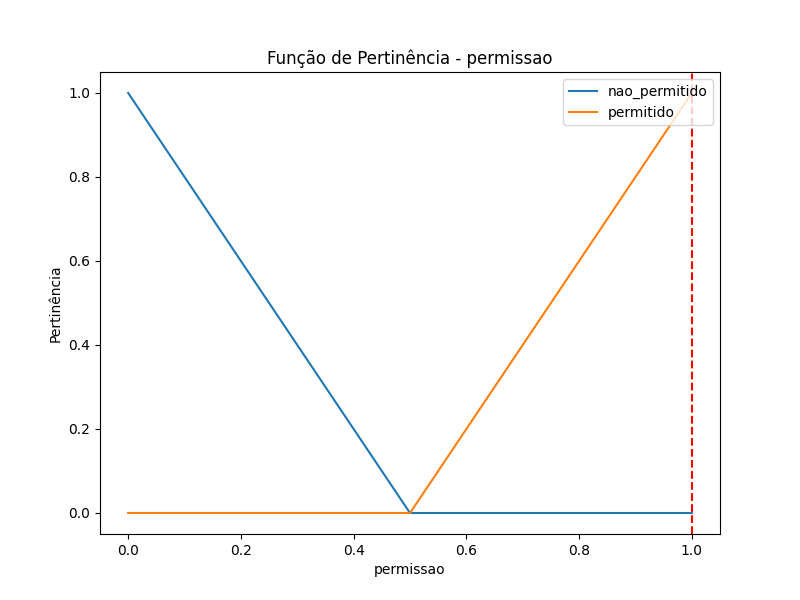 Função de Pertinência - permissao
nao_permitido
permitido
Pertinência
1.0
0.8
0.6
0.4
0.2
0.0
0.0 0.2 0.4 0.6 0.8 1.0
permissao